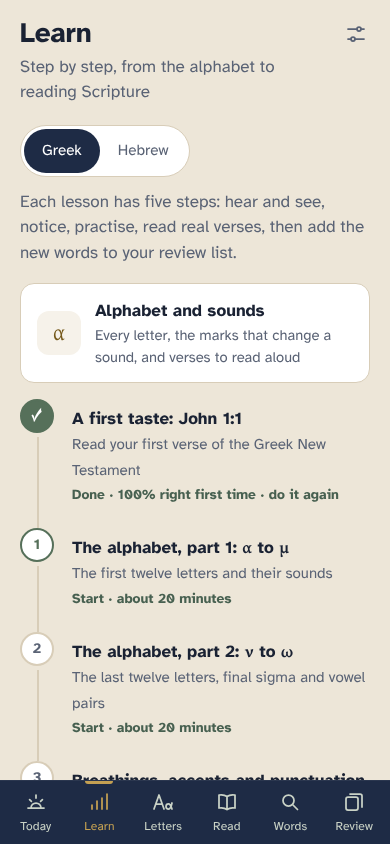 Learn
Step by step, from the alphabet to
reading Scripture
Greek Hebrew
Each lesson has five steps: hear and see,
notice, practise, read real verses, then add the
new words to your review list.
α
Alphabet and sounds
Every letter, the marks that change a
sound, and verses to read aloud
A first taste: John 1:1
Read your first verse of the Greek New
Testament
Done · 100% right first time · do it again
1
The alphabet, part 1: α to μ
The first twelve letters and their sounds
Start · about 20 minutes
2
The alphabet, part 2: ν to ω
The last twelve letters, final sigma and vowel
pairs
Start · about 20 minutes
3
Breathings, accents and punctuation
Αα
Today Learn Letters Read Words Review